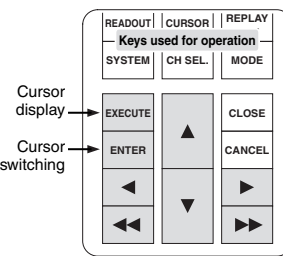 READOUT CURSOR REPLAY
Keys used for operation
SYSTEM CH SEL. MODE
Cursor
display
EXECUTE
▲
CLOSE
Cursor
switching
ENTER
CANCEL
◀
▼
▶
◀◀
▶▶